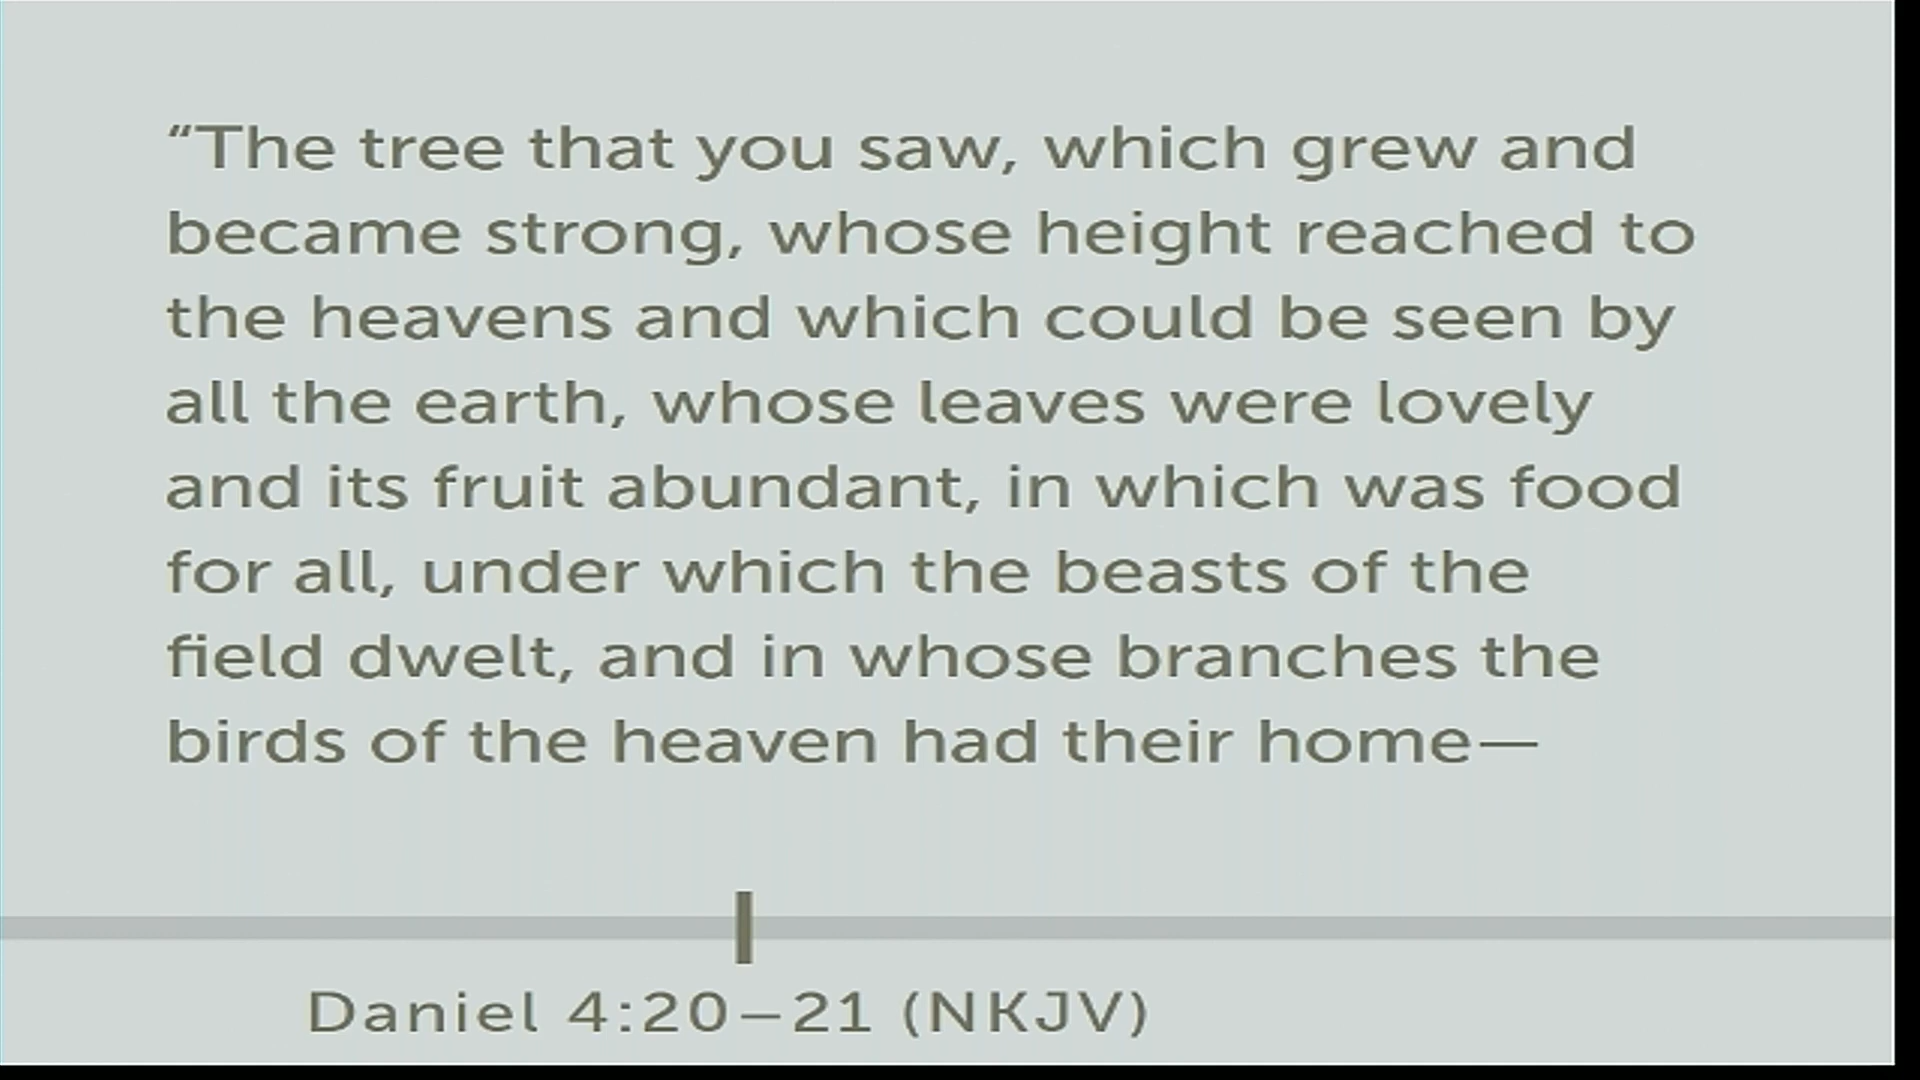 “The tree that you saw, which grew and
became strong, whose height reached to
the heavens and which could be seen by
all the earth, whose leaves were lovely
and its fruit abundant, in which was food
for all, under which the beasts of the
field dwelt, and in whose branches the
birds of the heaven had their home—
Daniel 4:20–21 (NKJV)